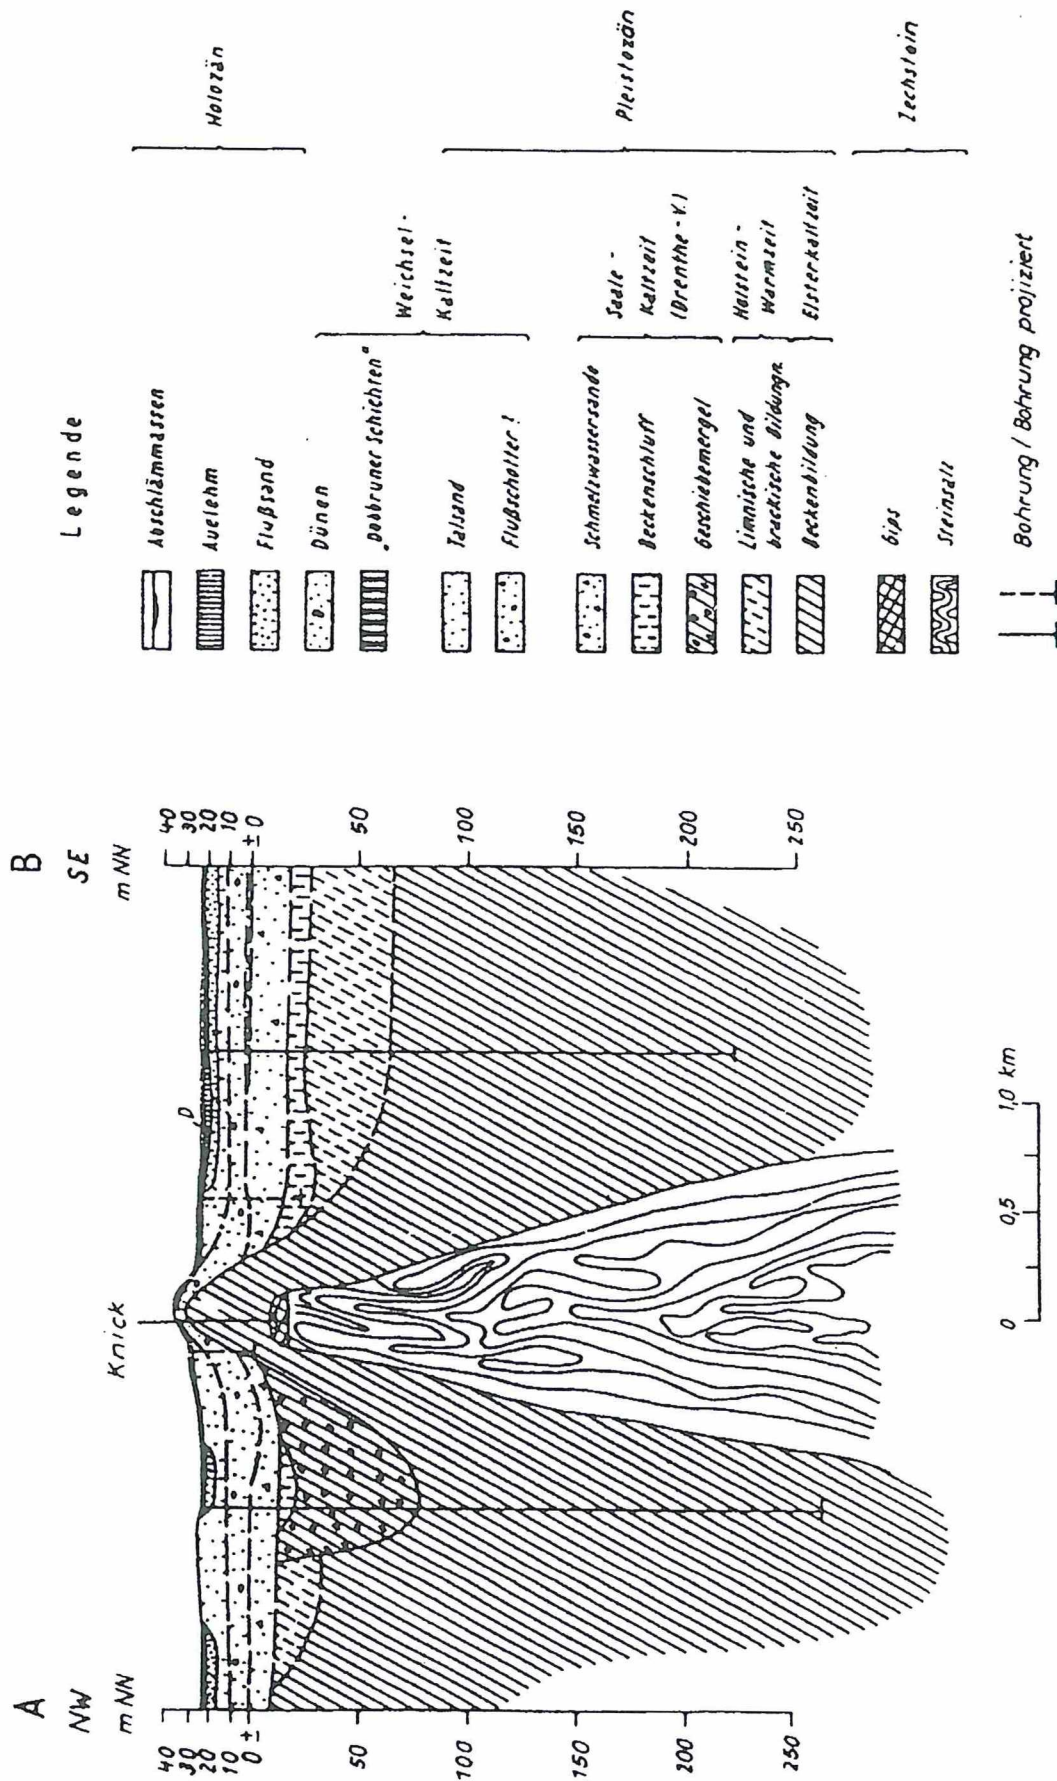 A
NW
m NN
40
30
20
10
0 ±
50
100
150
200
250
Knick
D
B
SE
m NN
40
30
20
10
± 0
50
100
150
200
250
0
0,5
1,0 km
Legende
Abschlämmassen
Auelehm
Flußsand
Dünen
„Dobbruner Schichten"
Talsand
Flußschotter?
Schmelzwassersande
Beckenschluff
Geschiebemergel
Limnische und
brackische Bildungn.
Beckenbildung
Gips
Steinsalz
Bohrung / Bohrung projiziert
Weichsel-
Kaltzeit
Saale-
Kaltzeit
(Drenthe-V.)
Holstein-
Warmzeit
Elsterkaltzeit
Holozän
Pleistozän
Zechstein